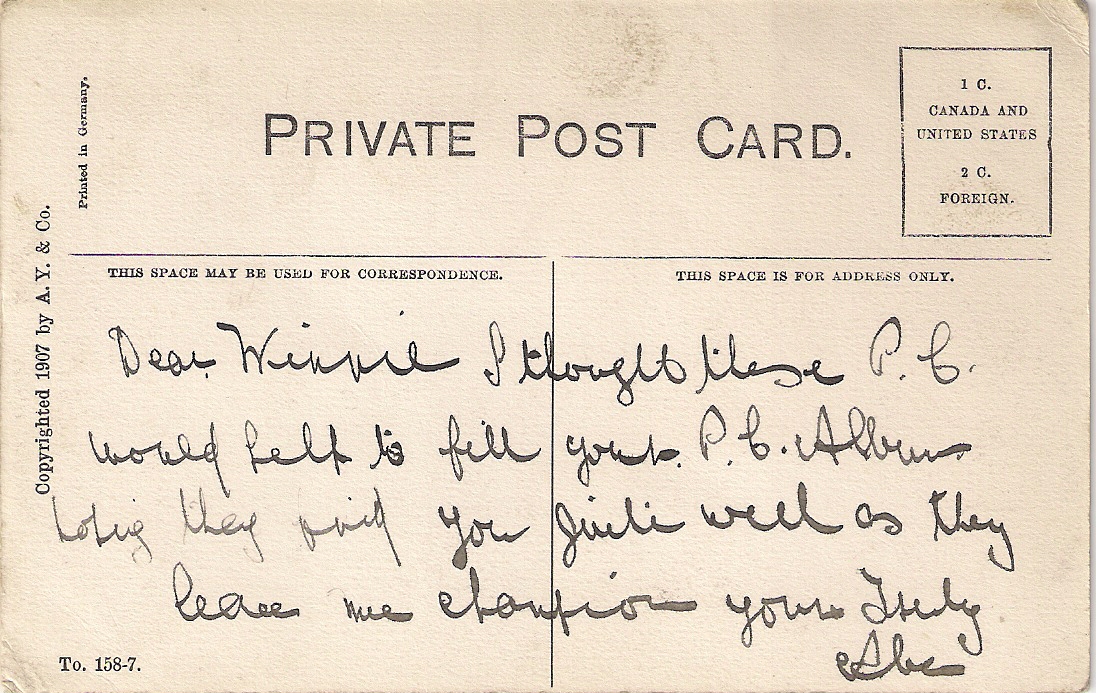 Printed in Germany.
Copyrighted 1907 by A. Y. & Co.
PRIVATE POST CARD.
1 C.
CANADA AND
UNITED STATES
2 C.
FOREIGN.
THIS SPACE MAY BE USED FOR CORRESPONDENCE.
THIS SPACE IS FOR ADDRESS ONLY.
Dear Winnie I thought these P. C.
would help to fill your P. C. Album
they find you quite well as they
leave me champion yours Truly
Abe
To. 158-7.